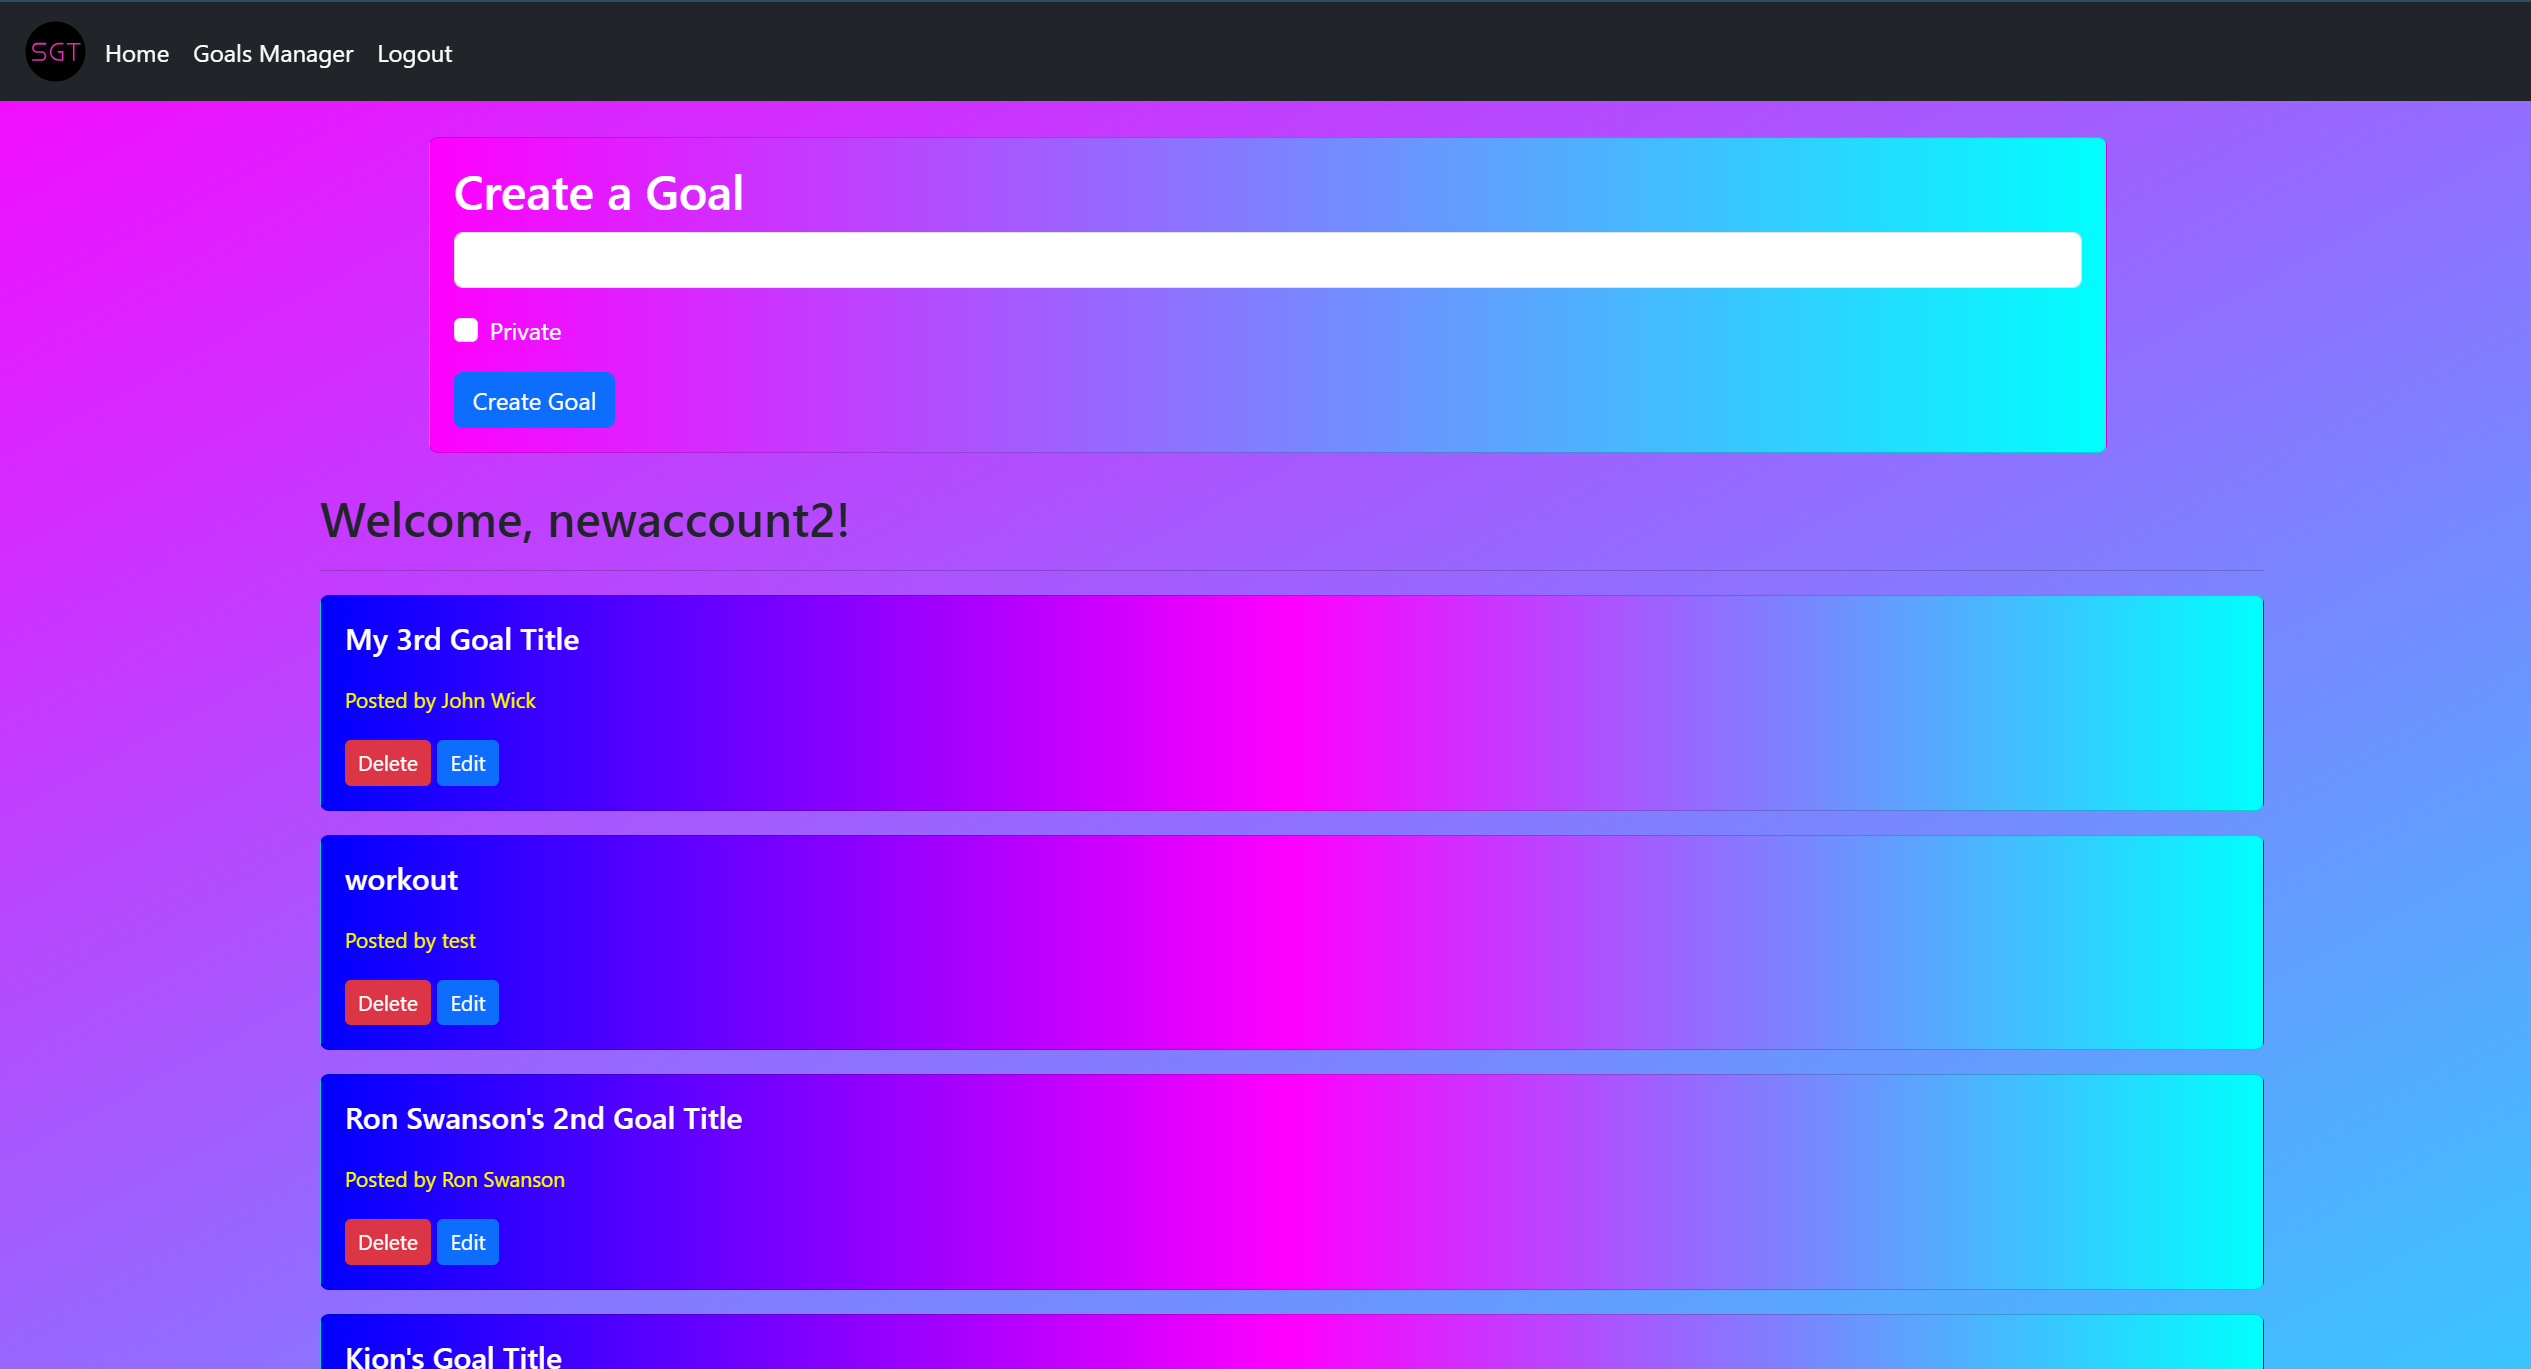 SGT Home Goals Manager Logout
Create a Goal
Private
Create Goal
Welcome, newaccount2!
My 3rd Goal Title
Posted by John Wick
Delete Edit
workout
Posted by test
Delete Edit
Ron Swanson's 2nd Goal Title
Posted by Ron Swanson
Delete Edit
Kion's Goal Title